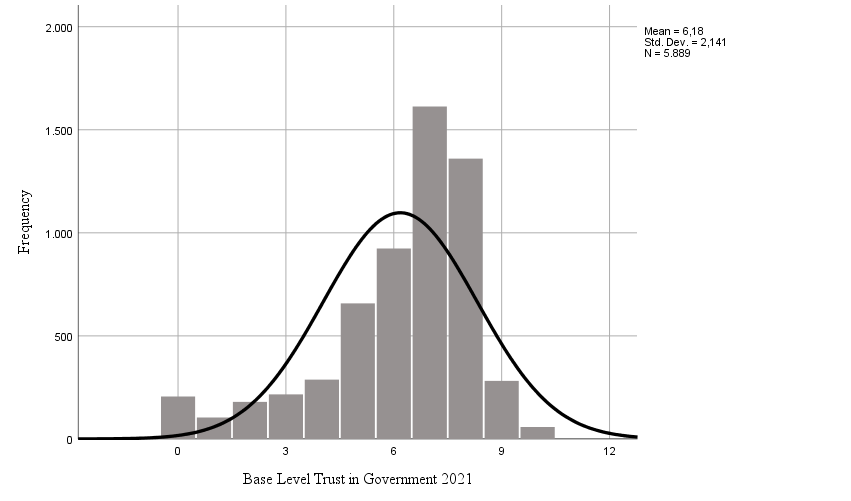 2.000
1.500
1.000
500
0
Frequency
0 3 6 9 12
Base Level Trust in Government 2021
Mean = 6,18
Std. Dev. = 2,141
N = 5.889